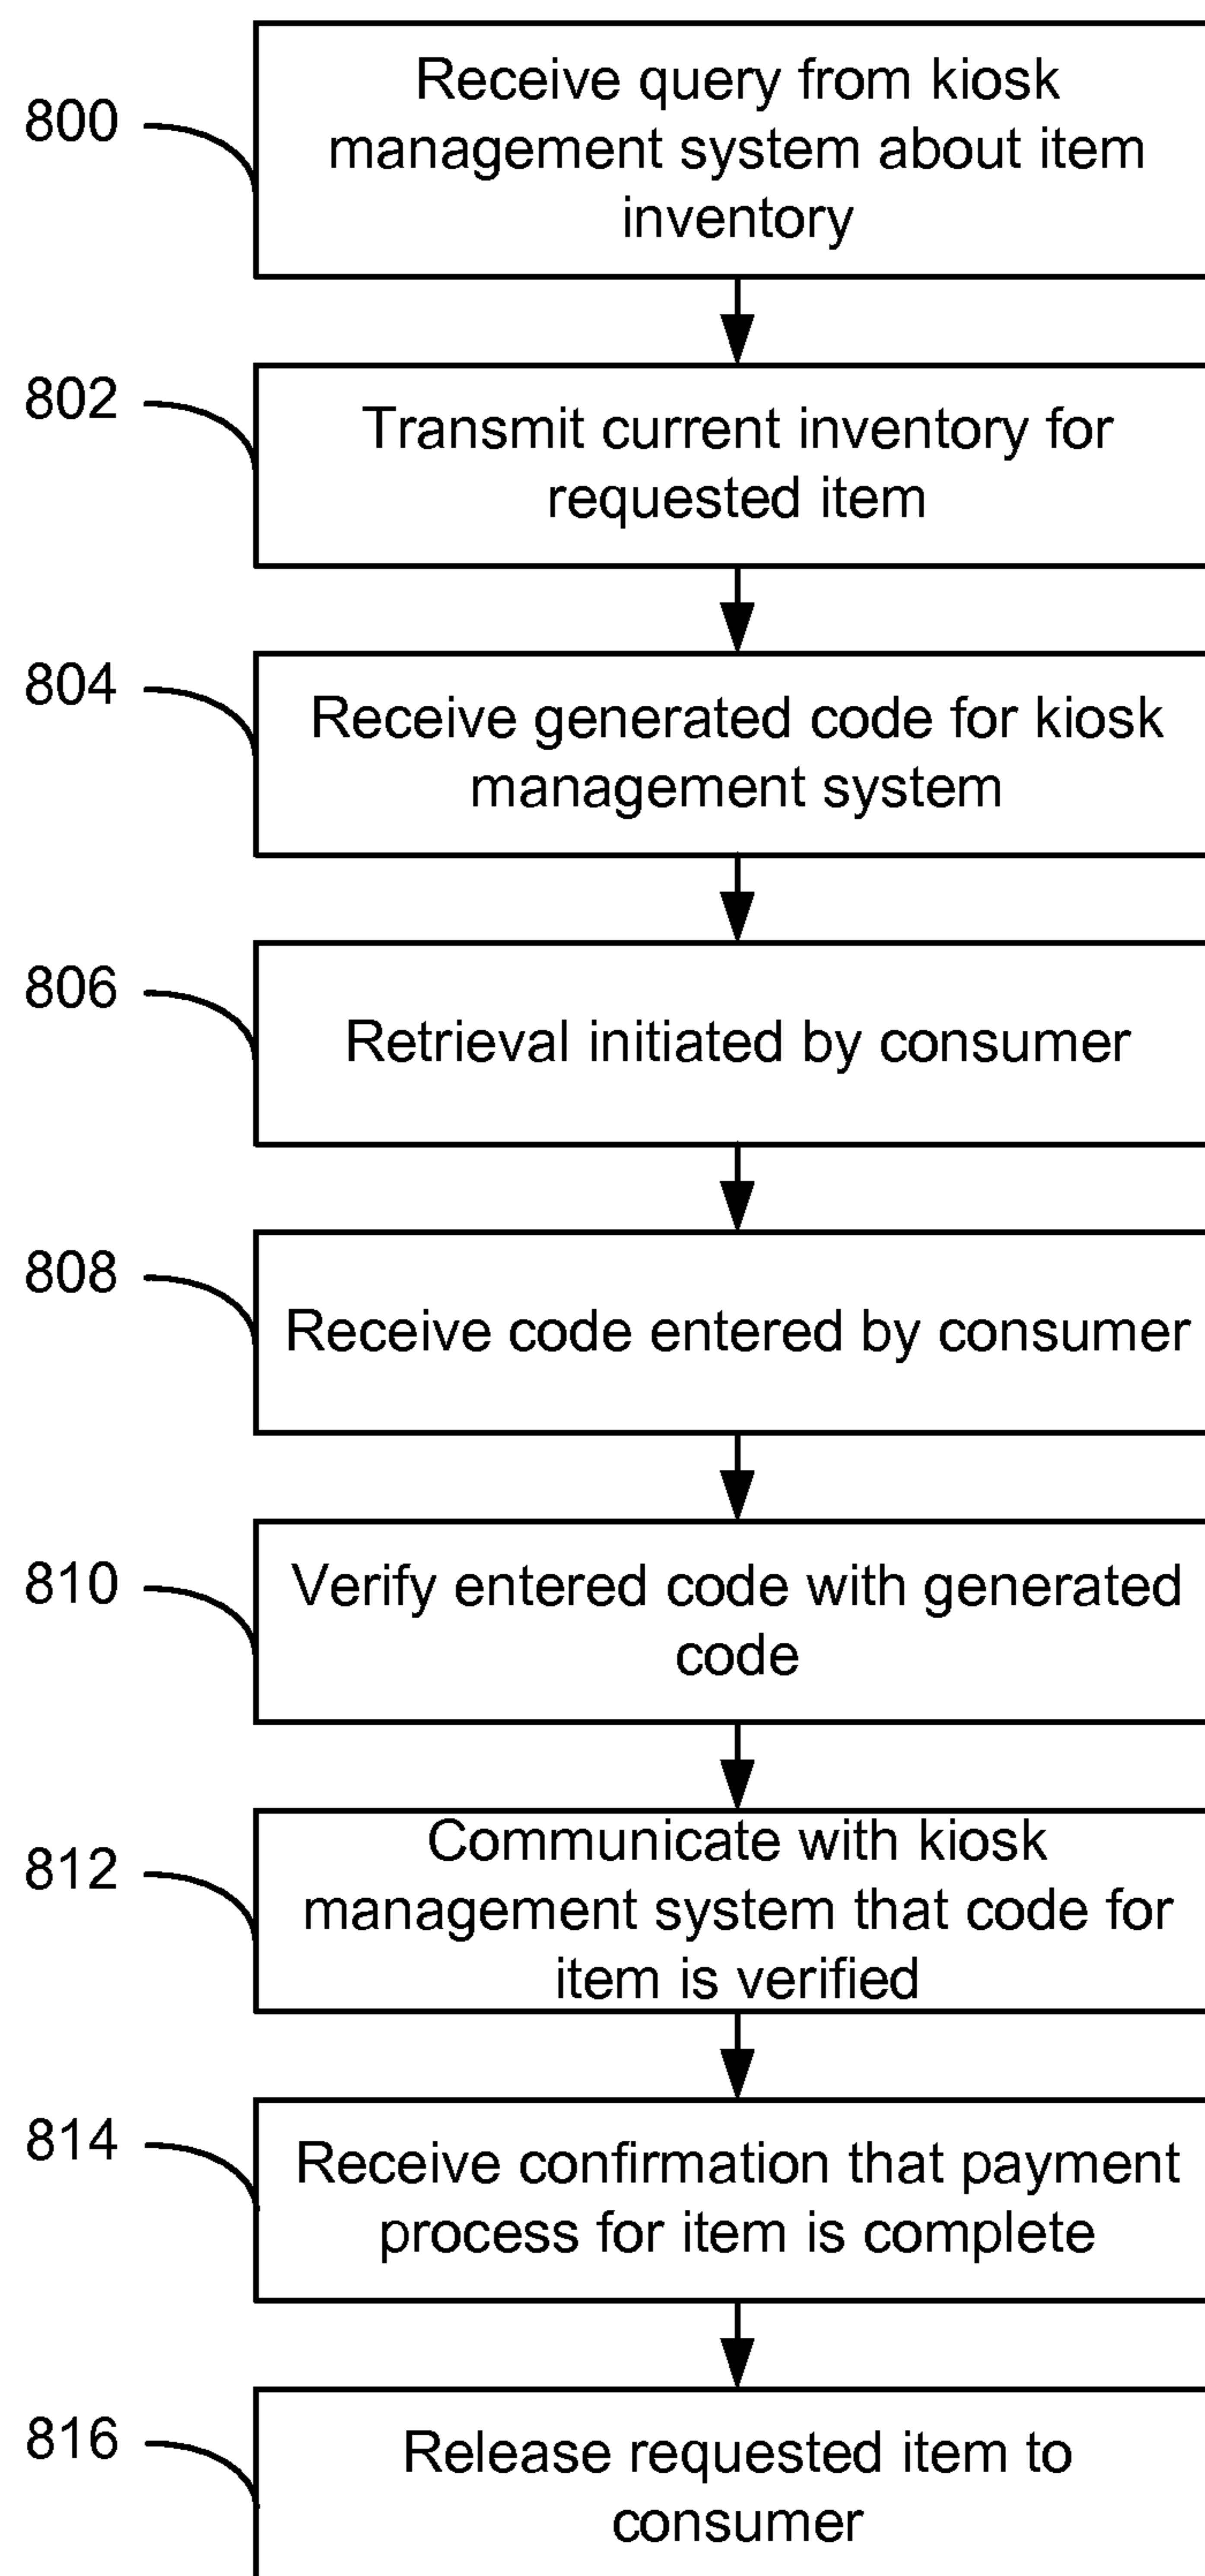 800
Receive query from kiosk
management system about item
inventory
802
Transmit current inventory for
requested item
804
Receive generated code for kiosk
management system
806
Retrieval initiated by consumer
808
Receive code entered by consumer
810
Verify entered code with generated
code
812
Communicate with kiosk
management system that code for
item is verified
814
Receive confirmation that payment
process for item is complete
816
Release requested item to
consumer